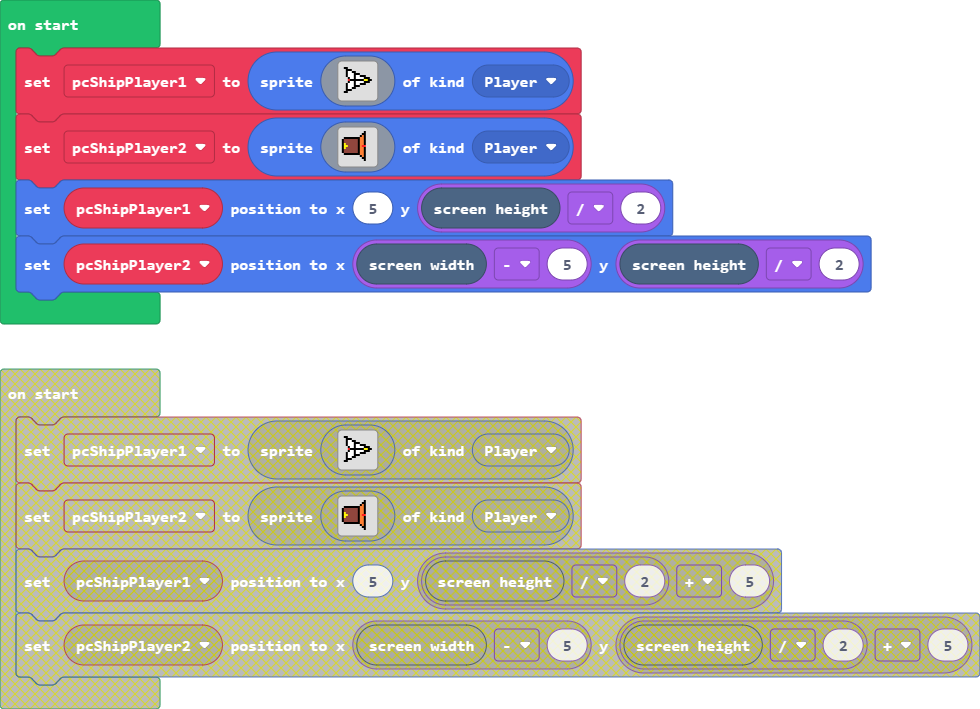 on start
set pcShipPlayer1 to sprite of kind Player
set pcShipPlayer2 to sprite of kind Player
set pcShipPlayer1 position to x 5 y screen height / 2
set pcShipPlayer2 position to x screen width - 5 y screen height / 2
on start
set pcShipPlayer1 to sprite of kind Player
set pcShipPlayer2 to sprite of kind Player
set pcShipPlayer1 position to x 5 y screen height / 2 + 5
set pcShipPlayer2 position to x screen width - 5 y screen height / 2 + 5